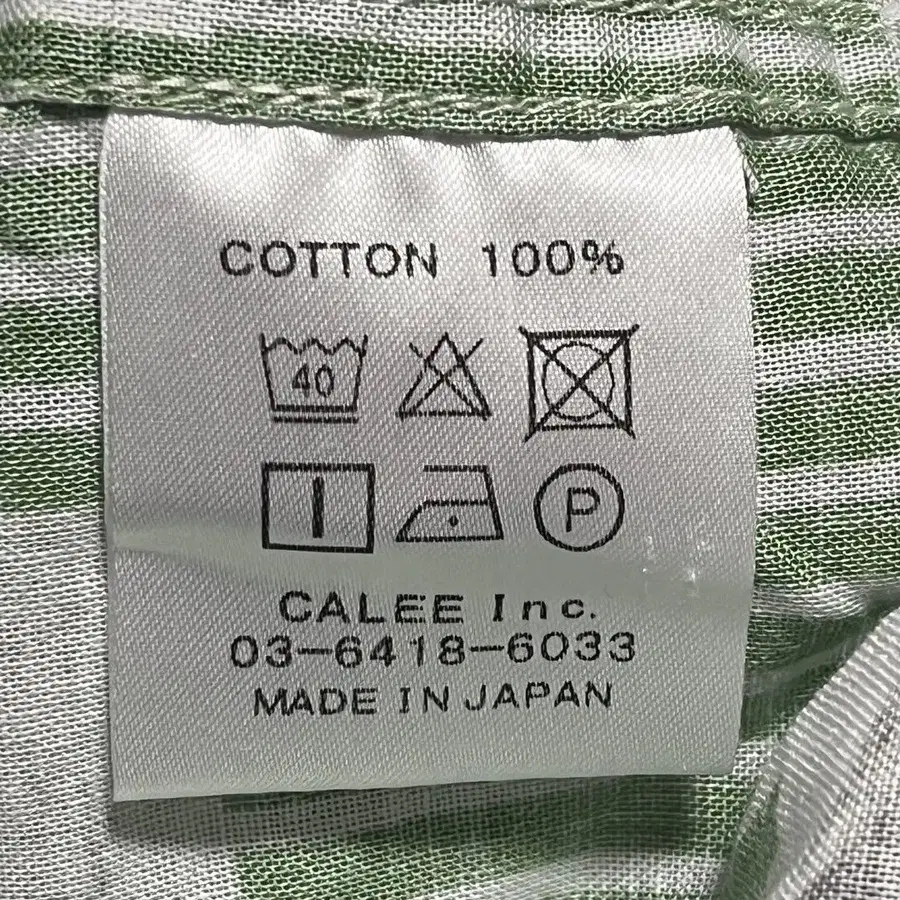 COTTON 100%
40
P
CALEE Inc.
03-6418-6033
MADE IN JAPAN